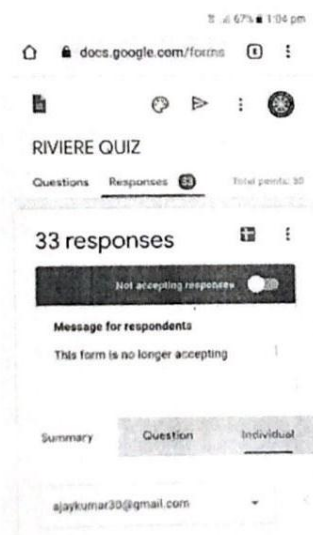 67% 1:04 pm
docs.google.com/forms
RIVIERE QUIZ
Questions Responses 33 Total points: 30
33 responses
Not accepting responses
Message for respondents
This form is no longer accepting
Summary Question Individual
ajaykumar30@gmail.com